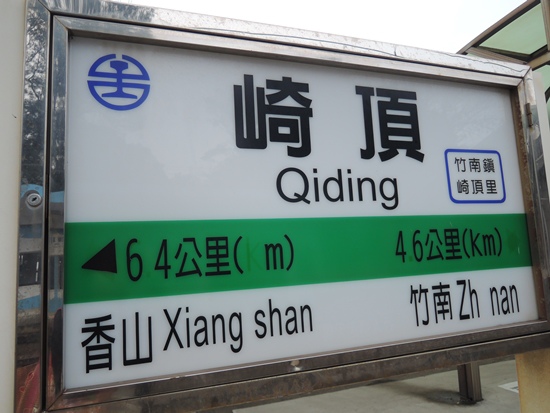 崎頂
Qiding
竹南鎮
崎頂里
6.4公里(Km) 4.6公里(Km)
香山 Xiang shan 竹南 Zh nan